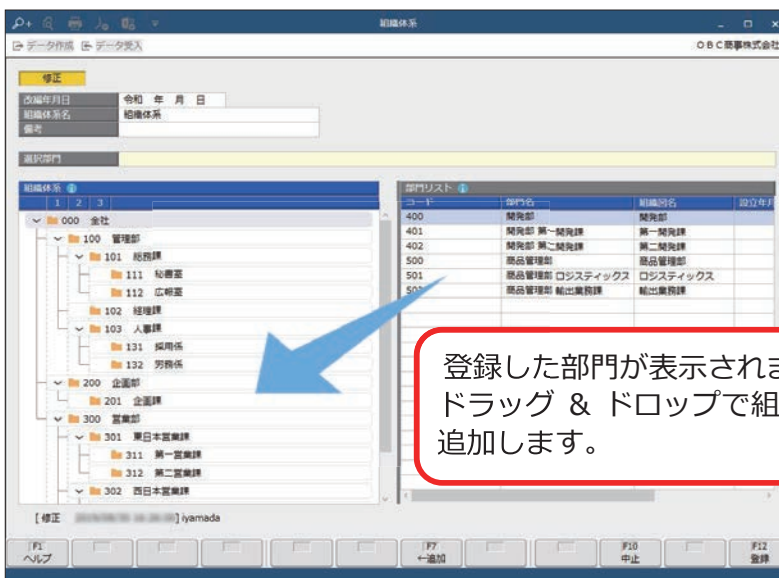 組織体系
データ作成 データ受入 OBC商事株式会社
修正
改編年月日 令和 年 月 日
組織体系名 組織体系
備考
選択部門
組織体系
1 2 3
000 会社
100 管理部
101 総務課
111 秘書室
112 広報室
102 経理課
103 人事課
131 採用係
132 労務係
200 企画部
201 企画課
300 営業部
301 東日本営業課
311 第一営業課
312 第二営業課
302 西日本営業課
部門リスト
コード 部門名 組織図名 設立年月
400 開発部 開発部
401 開発部 第一開発課 第一開発課
402 開発部 第二開発課 第二開発課
500 商品管理部 商品管理部
501 商品管理部 ロジスティックス ロジスティックス
商品管理部 輸出業務課 輸出業務課
登録した部門が表示されま
ドラッグ & ドロップで組
追加します。
[修正 ] iyamada
F1 ヘルプ
F7 ←追加
F10 中止
F12 登録